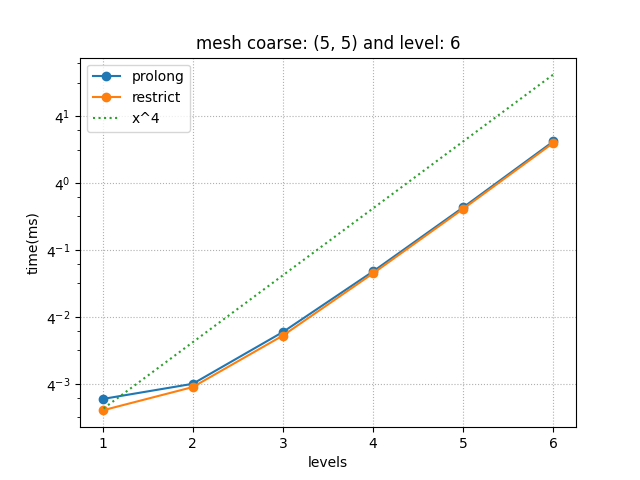 mesh coarse: (5, 5) and level: 6
prolong
restrict
x^4
4^1
4^0
4^-1
4^-2
4^-3
time(ms)
1 2 3 4 5 6
levels